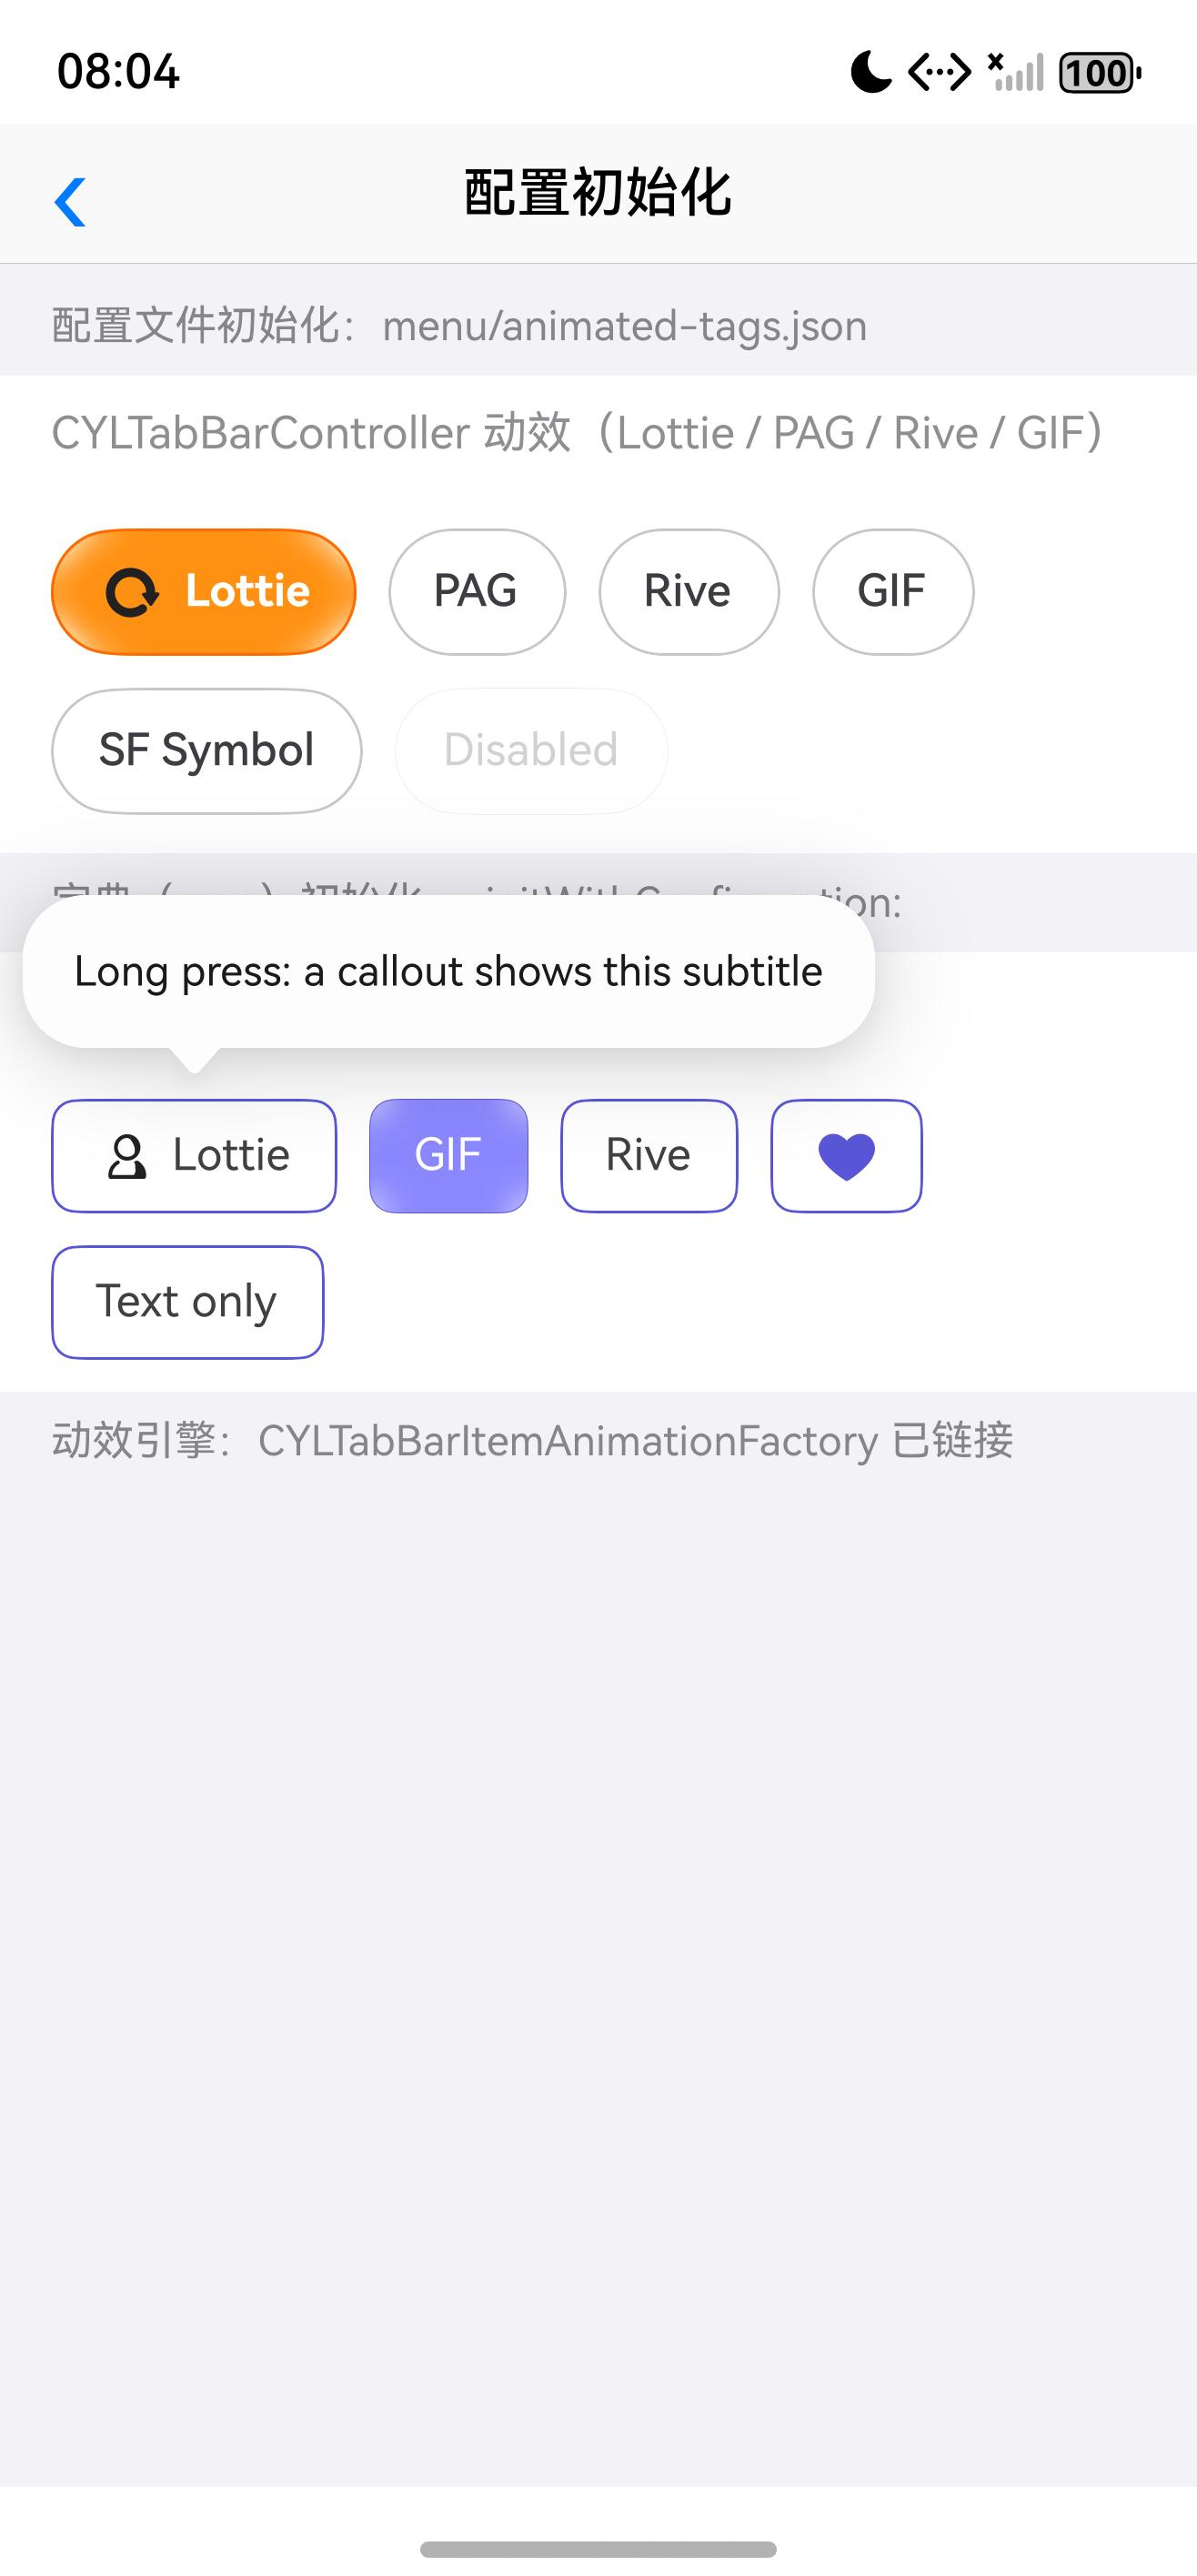 08:04
100
配置初始化
配置文件初始化：menu/animated-tags.json
CYLTabBarController 动效（Lottie / PAG / Rive / GIF）
Lottie
PAG
Rive
GIF
SF Symbol
Disabled
Long press: a callout shows this subtitle
Lottie
GIF
Rive
Text only
动效引擎：CYLTabBarItemAnimationFactory 已链接